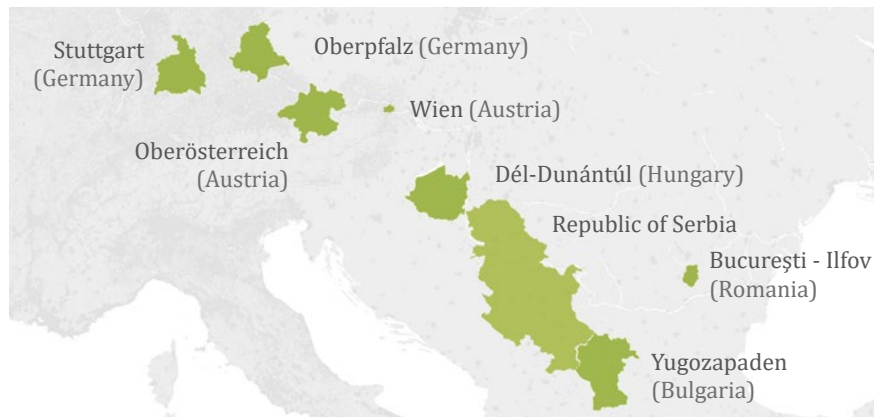 Stuttgart
(Germany)
Oberpfalz (Germany)
Wien (Austria)
Oberösterreich
(Austria)
Dél-Dunántúl (Hungary)
Republic of Serbia
Bucureşti - Ilfov
(Romania)
Yugozapaden
(Bulgaria)